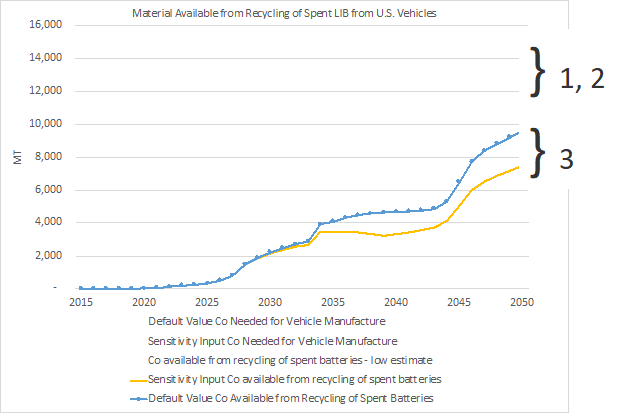 Material Available from Recycling of Spent LIB from U.S. Vehicles
16,000
14,000
12,000
10,000
8,000
6,000
4,000
2,000
-
MT
} 1, 2
} 3
2015 2020 2025 2030 2035 2040 2045 2050
Default Value Co Needed for Vehicle Manufacture
Sensitivity Input Co Needed for Vehicle Manufacture
Co available from recycling of spent batteries - low estimate
Sensitivity Input Co available from recycling of spent batteries
Default Value Co Available from Recycling of Spent Batteries